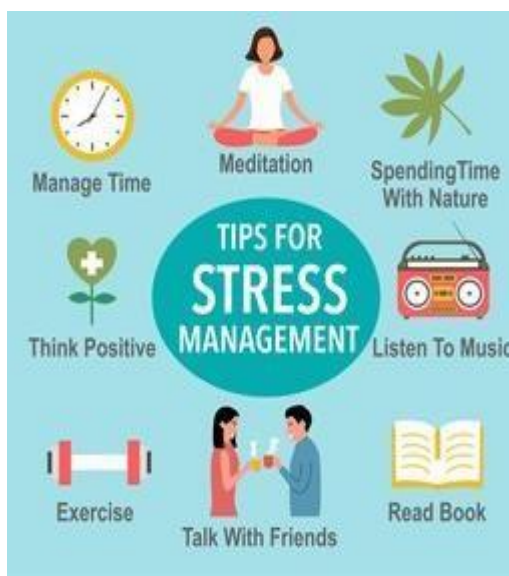 Meditation
Manage Time
SpendingTime
With Nature
TIPS FOR
STRESS
MANAGEMENT
Think Positive
Listen To Music
Exercise
Talk With Friends
Read Book